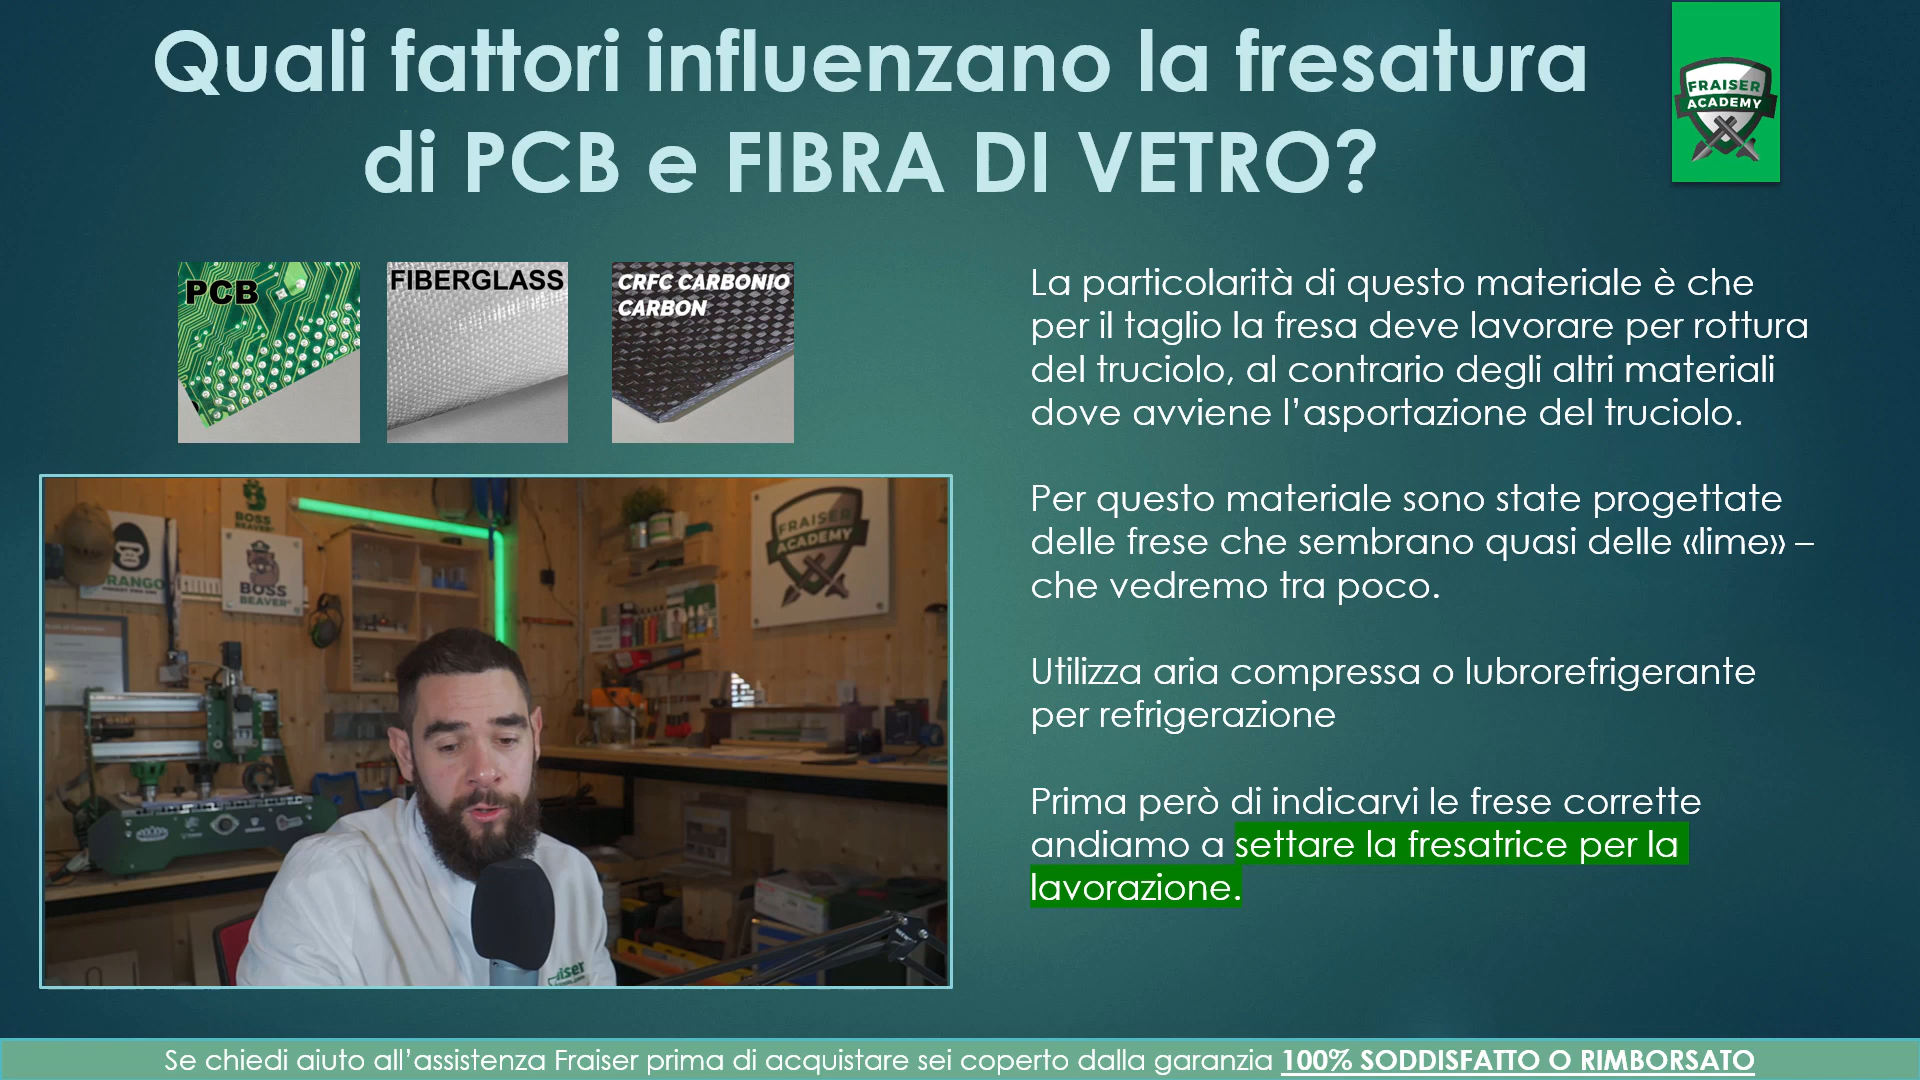 Quali fattori influenzano la fresatura
di PCB e FIBRA DI VETRO?
FRAISER
ACADEMY
PCB
FIBERGLASS
CRFC CARBONIO
CARBON
La particolarità di questo materiale è che
per il taglio la fresa deve lavorare per rottura
del truciolo, al contrario degli altri materiali
dove avviene l’asportazione del truciolo.
Per questo materiale sono state progettate
delle frese che sembrano quasi delle «lime» –
che vedremo tra poco.
Utilizza aria compressa o lubrorefrigerante
per refrigerazione
Prima però di indicarvi le frese corrette
andiamo a settare la fresatrice per la
lavorazione.
BOSS
BEAVER
RANGO
BOSS
BEAVER
FRAISER
ACADEMY
Se chiedi aiuto all’assistenza Fraiser prima di acquistare sei coperto dalla garanzia 100% SODDISFATTO O RIMBORSATO